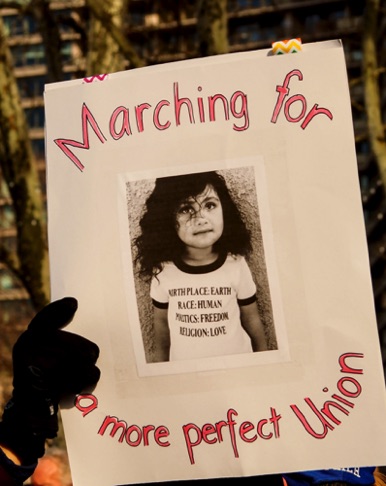 Marching for
BIRTH PLACE: EARTH
RACE: HUMAN
POLITICS: FREEDOM
RELIGION: LOVE
a more perfect Union